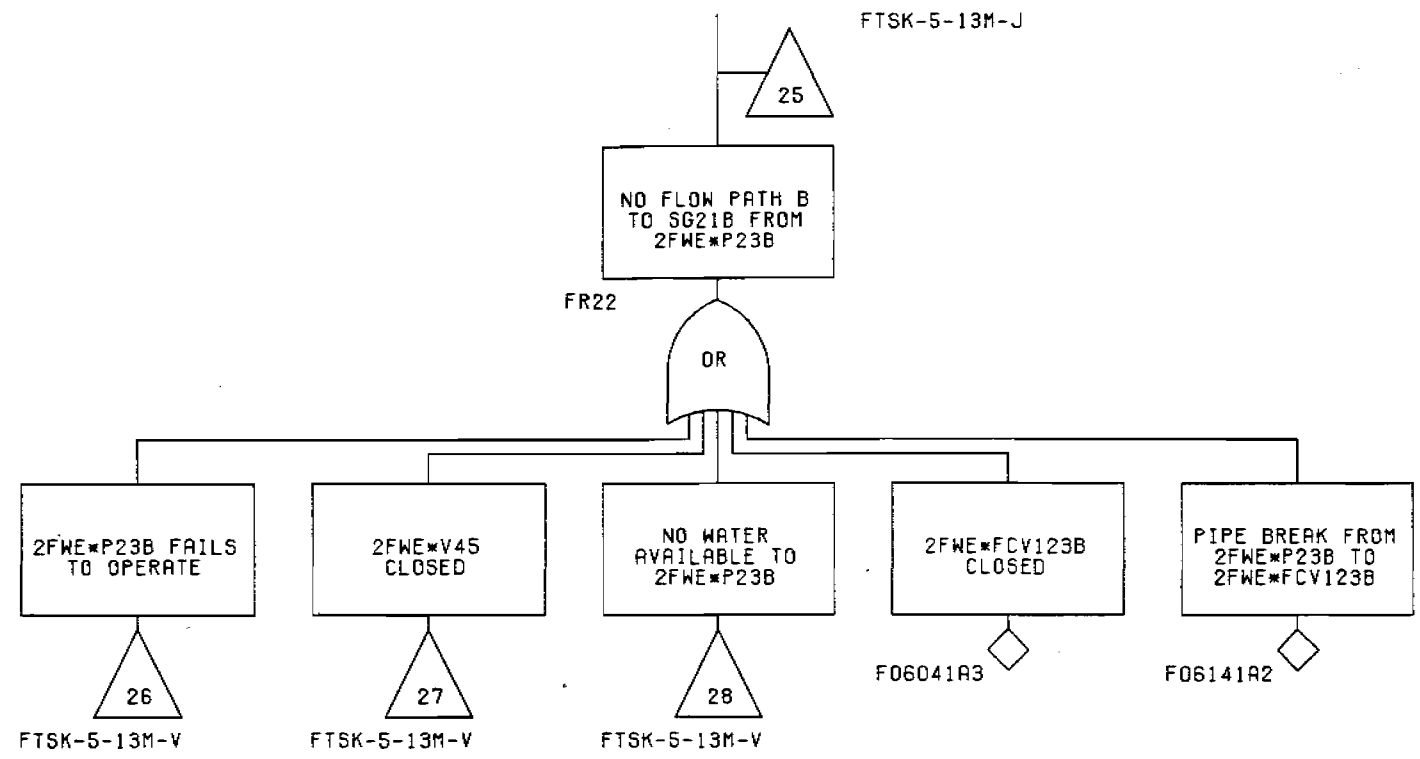 FTSK-5-13M-J
25
NO FLOW PATH B
TO SG21B FROM
2FWE*P23B
FR22
OR
2FWE*P23B FAILS
TO OPERATE
2FWE*V45
CLOSED
NO WATER
AVAILABLE TO
2FWE*P23B
2FWE*FCV123B
CLOSED
PIPE BREAK FROM
2FWE*P23B TO
2FWE*FCV123B
26
27
28
F06041A3
F06141A2
FTSK-5-13M-V
FTSK-5-13M-V
FTSK-5-13M-V